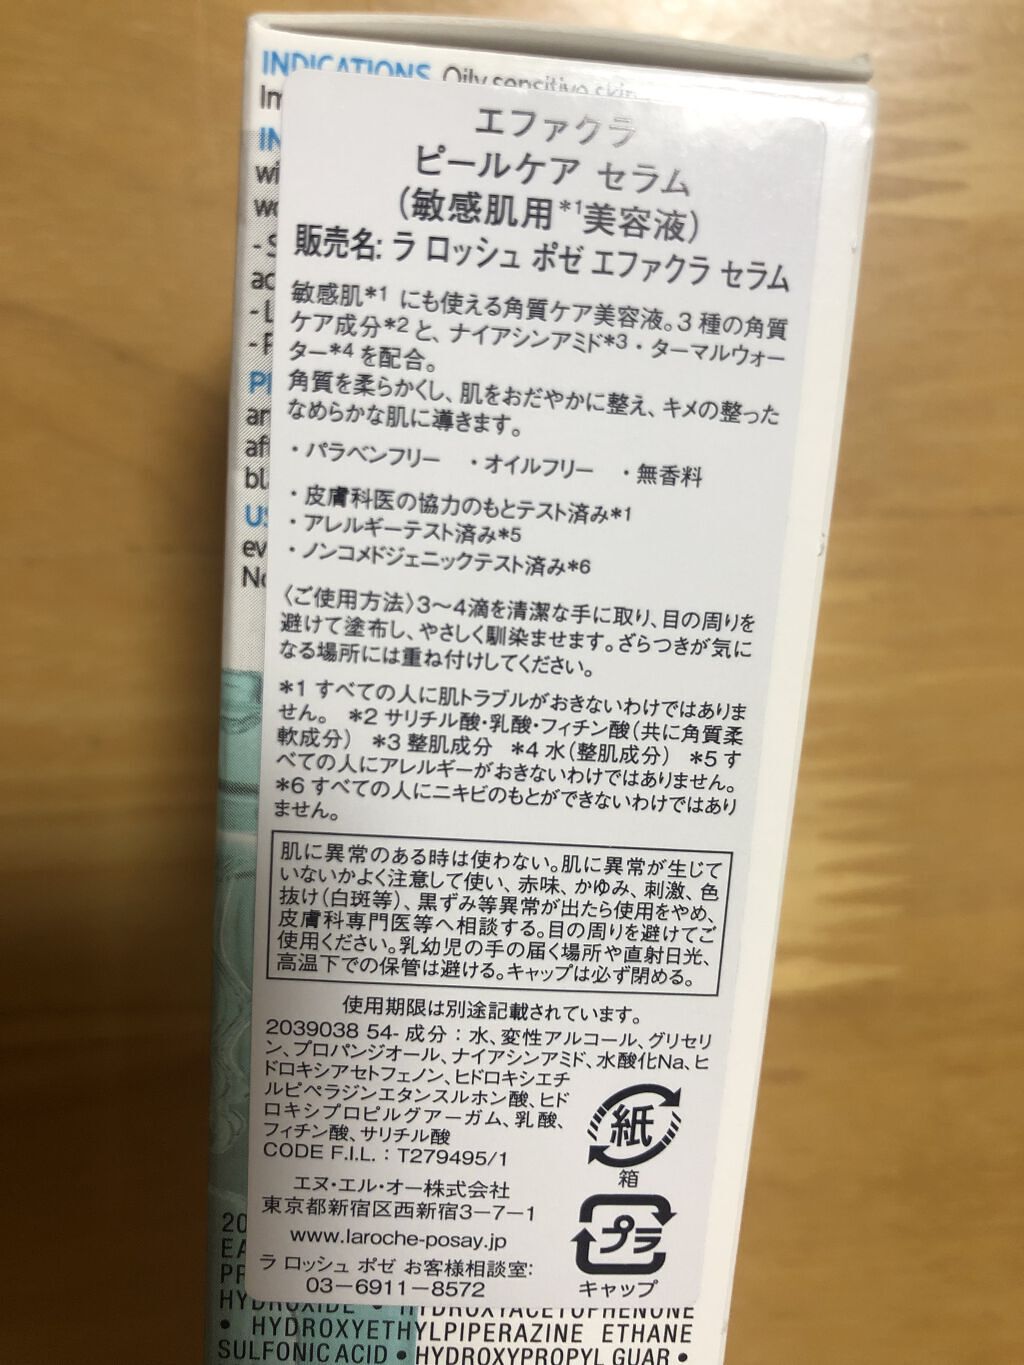 INDICATIONS Oily sensitive skin
Im
IN
wi
wo
- S
ac
- L
- P
PI
an
aft
bl
US
ev
No
エファクラ
ピールケア セラム
(敏感肌用*1美容液)
販売名: ラ ロッシュ ポゼ エファクラ セラム
敏感肌*1 にも使える角質ケア美容液。3 種の角質
ケア成分*2 と、ナイアシンアミド*3・ターマルウォー
ター*4 を配合。
角質を柔らかくし、肌をおだやかに整え、キメの整った
なめらかな肌に導きます。
・パラベンフリー ・オイルフリー ・無香料
・皮膚科医の協力のもとテスト済み*1
・アレルギーテスト済み*5
・ノンコメドジェニックテスト済み*6
〈ご使用方法〉3〜4滴を清潔な手に取り、目の周りを
避けて塗布し、やさしく馴染ませます。ざらつきが気に
なる場所には重ね付けしてください。
*1 すべての人に肌トラブルがおきないわけではありま
せん。 *2 サリチル酸・乳酸・フィチン酸(共に角質柔
軟成分) *3 整肌成分 *4 水(整肌成分) *5 す
べての人にアレルギーがおきないわけではありません。
*6 すべての人にニキビのもとができないわけではあり
ません。
肌に異常のある時は使わない。肌に異常が生じて
いないかよく注意して使い、赤味、かゆみ、刺激、色
抜け(白斑等)、黒ずみ等異常が出たら使用をやめ、
皮膚科専門医等へ相談する。目の周りを避けてご
使用ください。乳幼児の手の届く場所や直射日光、
高温下での保管は避ける。キャップは必ず閉める。
使用期限は別途記載されています。
2039038 54- 成分:水、変性アルコール、グリセリ
ン、プロパンジオール、ナイアシンアミド、水酸化Na、ヒ
ドロキシアセトフェノン、ヒドロキシエチ
ルピペラジンエタンスルホン酸、ヒド
ロキシプロピルグアーガム、乳酸、
フィチン酸、サリチル酸
CODE F.I.L. : T279495/1
紙
箱
エヌ・エル・オー株式会社
東京都新宿区西新宿3-7-1
www.laroche-posay.jp
ラ ロッシュ ポゼ お客様相談室:
03-6911-8572
プラ
キャップ
20
EA
PR
HYDROXIDE • HYDROXYACETOPHENONE
• HYDROXYETHYLPIPERAZINE ETHANE
SULFONIC ACID • HYDROXYPROPYL GUAR •